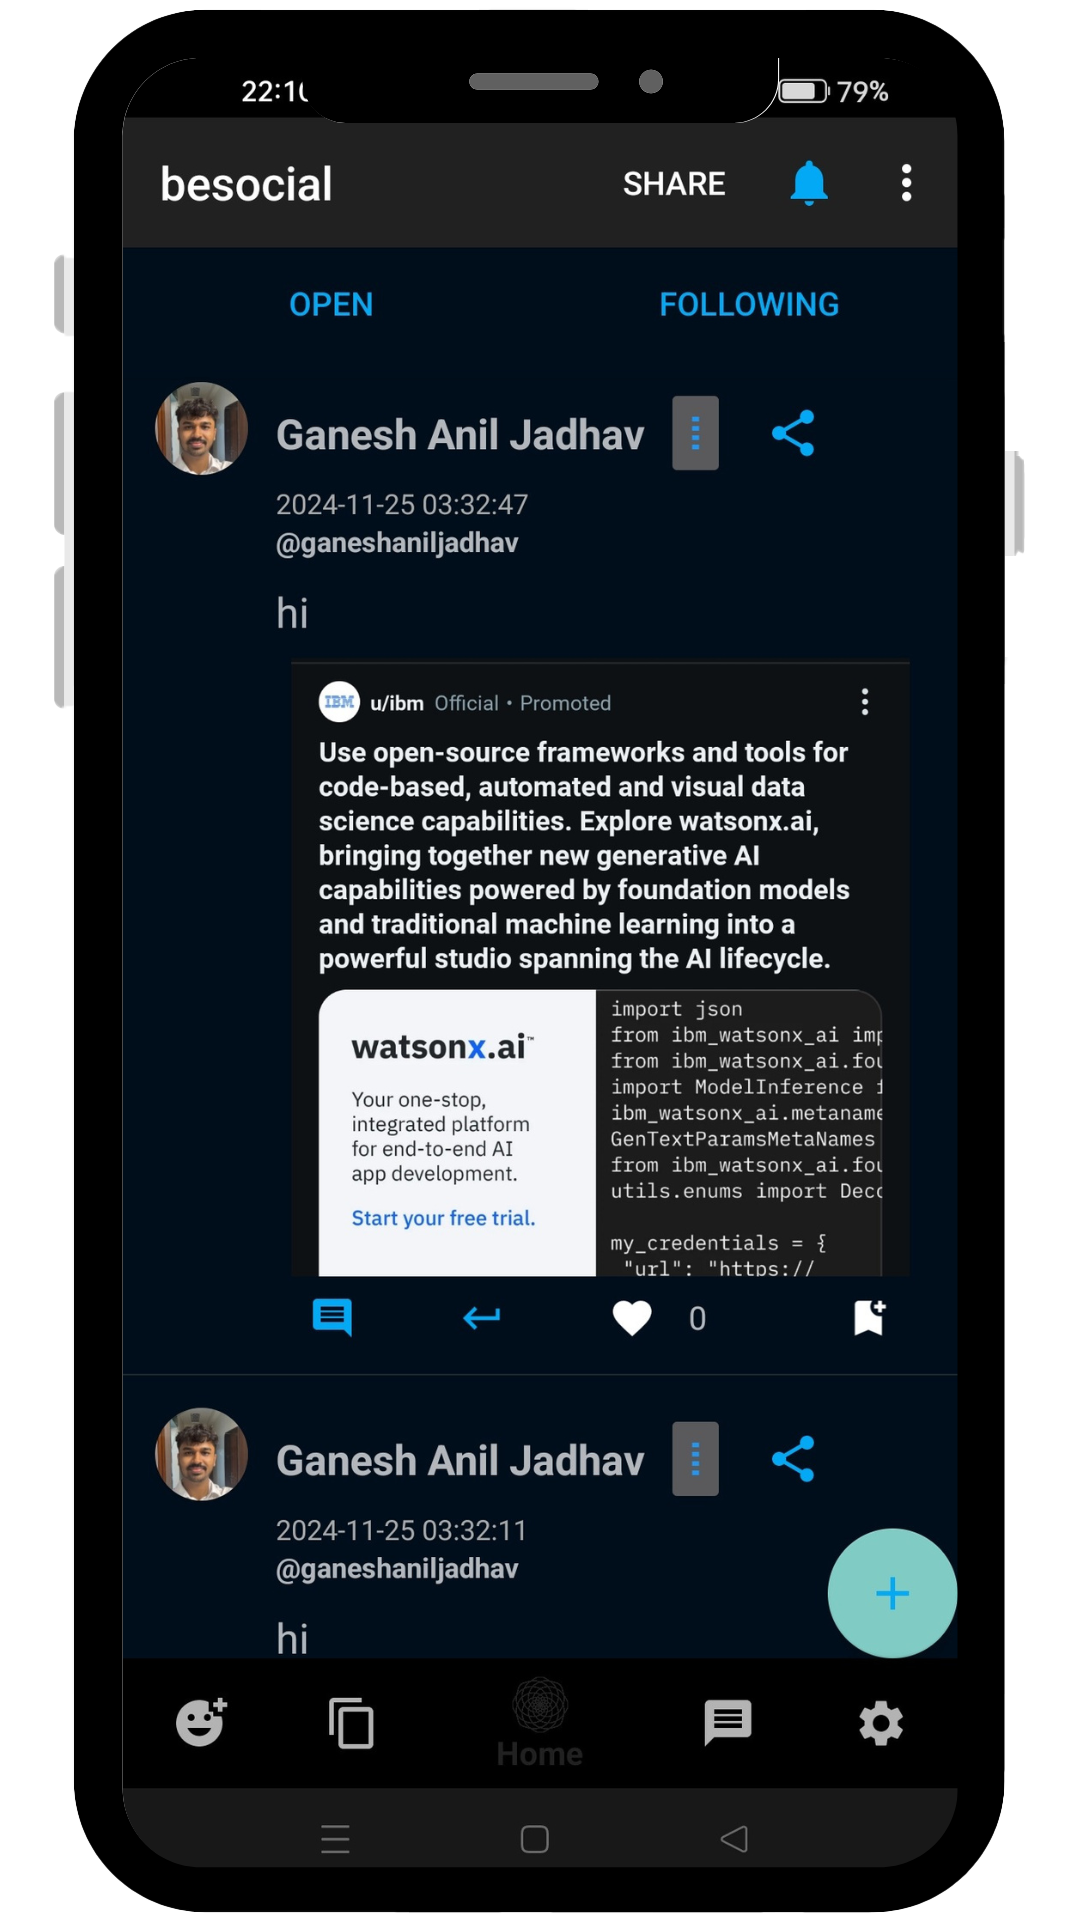 22:1
79%
besocial
SHARE
OPEN
FOLLOWING
Ganesh Anil Jadhav
2024-11-25 03:32:47
@ganeshaniljadhav
hi
IBM
u/ibm Official • Promoted
Use open-source frameworks and tools for
code-based, automated and visual data
science capabilities. Explore watsonx.ai,
bringing together new generative AI
capabilities powered by foundation models
and traditional machine learning into a
powerful studio spanning the AI lifecycle.
watsonx.ai™
Your one-stop,
integrated platform
for end-to-end AI
app development.
Start your free trial.
import json
from ibm_watsonx_ai imp
from ibm_watsonx_ai.fou
import ModelInference f
ibm_watsonx_ai.metaname
GenTextParamsMetaNames
from ibm_watsonx_ai.fou
utils.enums import Deco
my_credentials = {
"url": "https://
0
Ganesh Anil Jadhav
2024-11-25 03:32:11
@ganeshaniljadhav
hi
Home